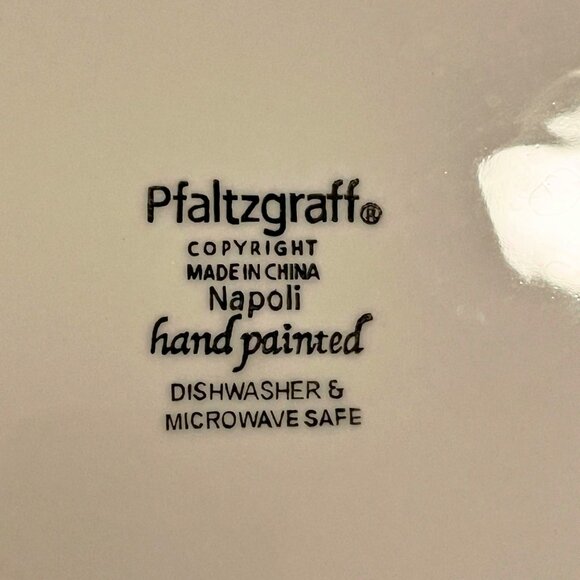 Pfaltzgraff®
COPYRIGHT
MADE IN CHINA
Napoli
hand painted
DISHWASHER &
MICROWAVE SAFE